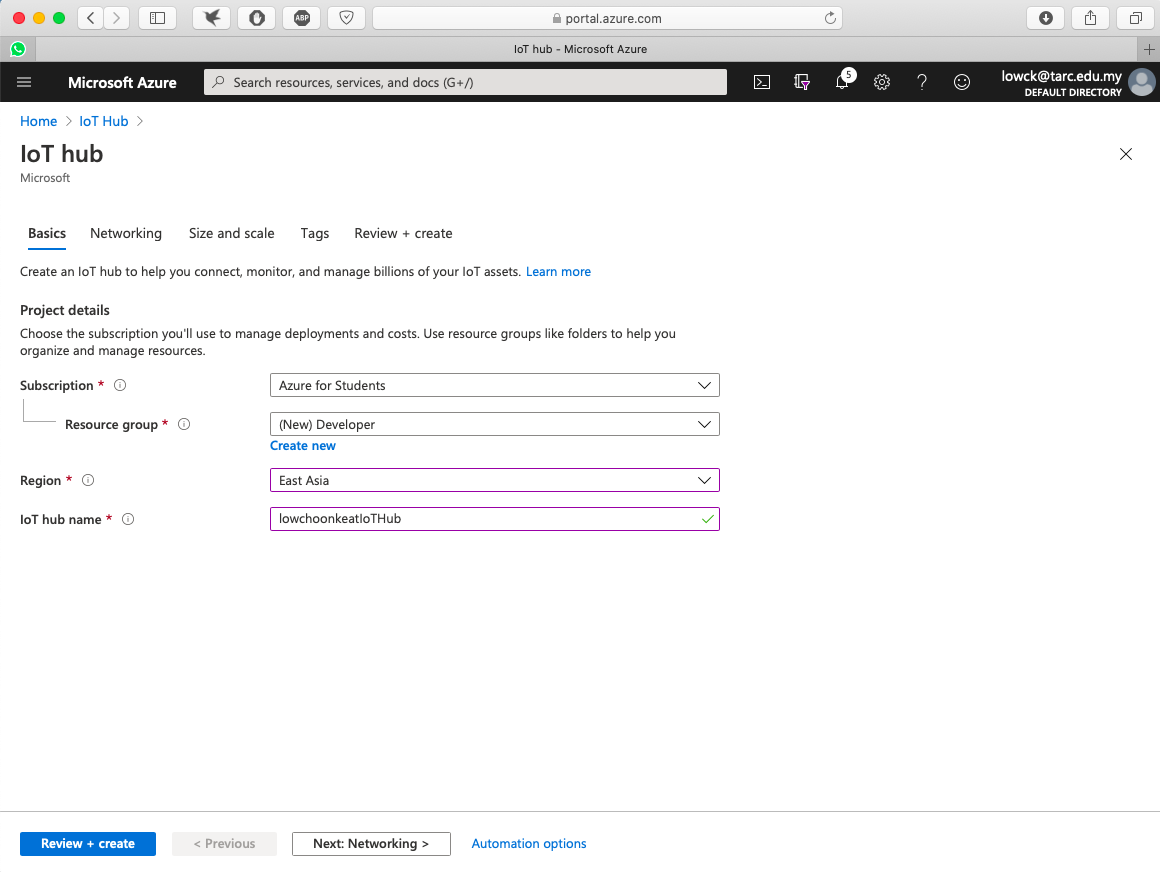 ABP
portal.azure.com
IoT hub - Microsoft Azure
Microsoft Azure
Search resources, services, and docs (G+/)
5
lowck@tarc.edu.my
DEFAULT DIRECTORY
Home > IoT Hub >
IoT hub
Microsoft
Basics Networking Size and scale Tags Review + create
Create an IoT hub to help you connect, monitor, and manage billions of your IoT assets. Learn more
Project details
Choose the subscription you'll use to manage deployments and costs. Use resource groups like folders to help you
organize and manage resources.
Subscription * Azure for Students
Resource group * (New) Developer
Create new
Region * East Asia
IoT hub name * lowchoonkeatIoTHub
Review + create < Previous Next: Networking > Automation options